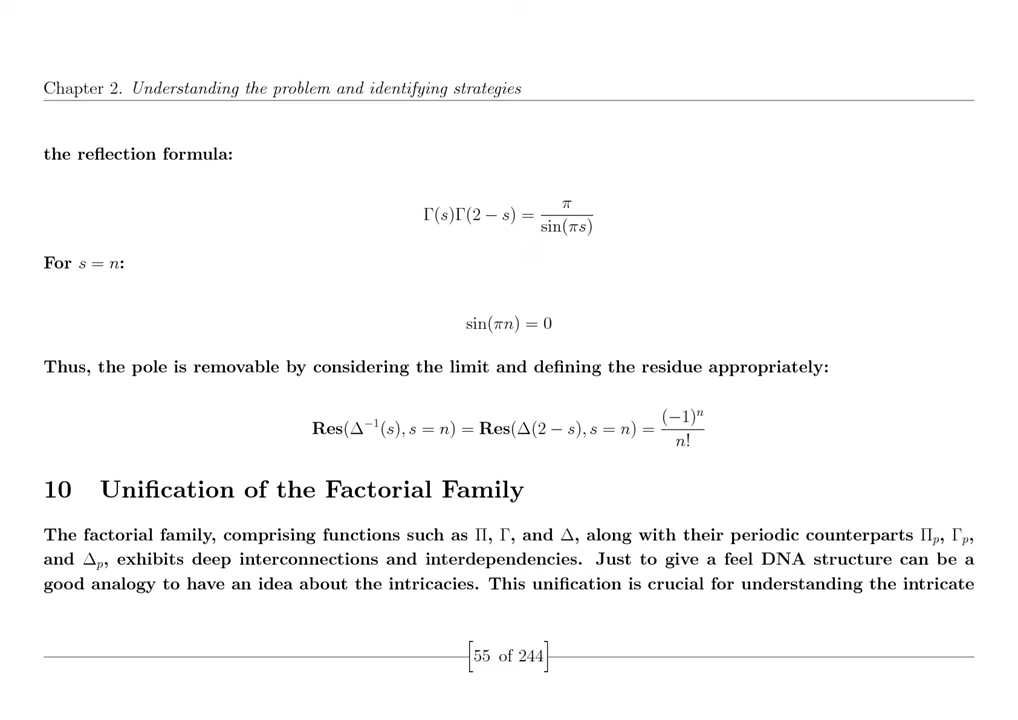 Chapter 2. Understanding the problem and identifying strategies
the reflection formula:
Γ(s)Γ(2 − s) = π / sin(πs)
For s = n:
sin(πn) = 0
Thus, the pole is removable by considering the limit and defining the residue appropriately:
Res(Δ⁻¹(s), s = n) = Res(Δ(2 − s), s = n) = (−1)ⁿ / n!
10 Unification of the Factorial Family
The factorial family, comprising functions such as Π, Γ, and Δ, along with their periodic counterparts Πₚ, Γₚ,
and Δₚ, exhibits deep interconnections and interdependencies. Just to give a feel DNA structure can be a
good analogy to have an idea about the intricacies. This unification is crucial for understanding the intricate
[55 of 244]